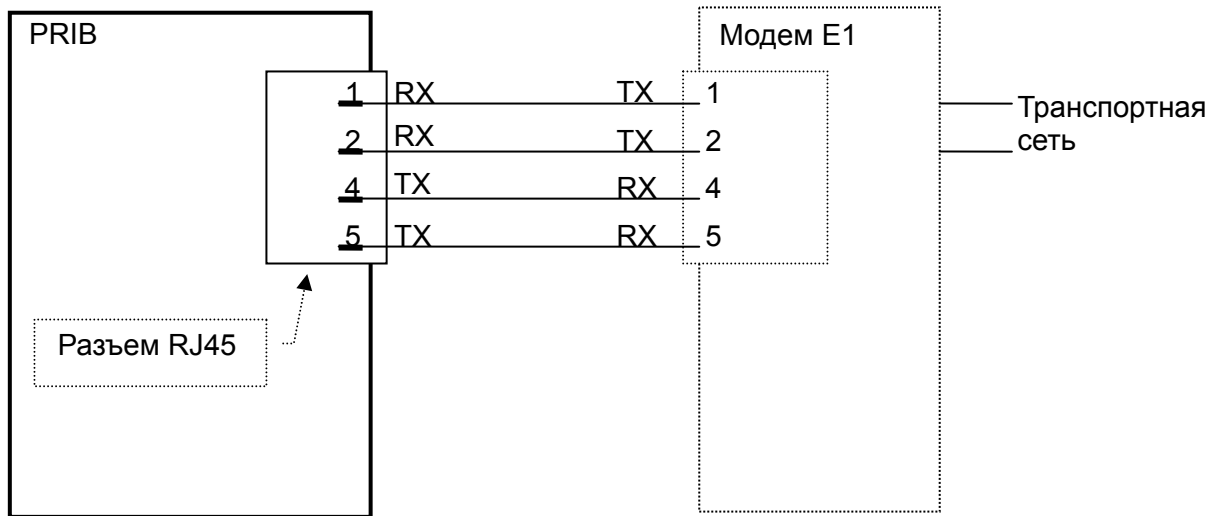 PRIB
Модем E1
1 RX TX 1
2 RX TX 2
4 TX RX 4
5 TX RX 5
Транспортная
сеть
Разъем RJ45